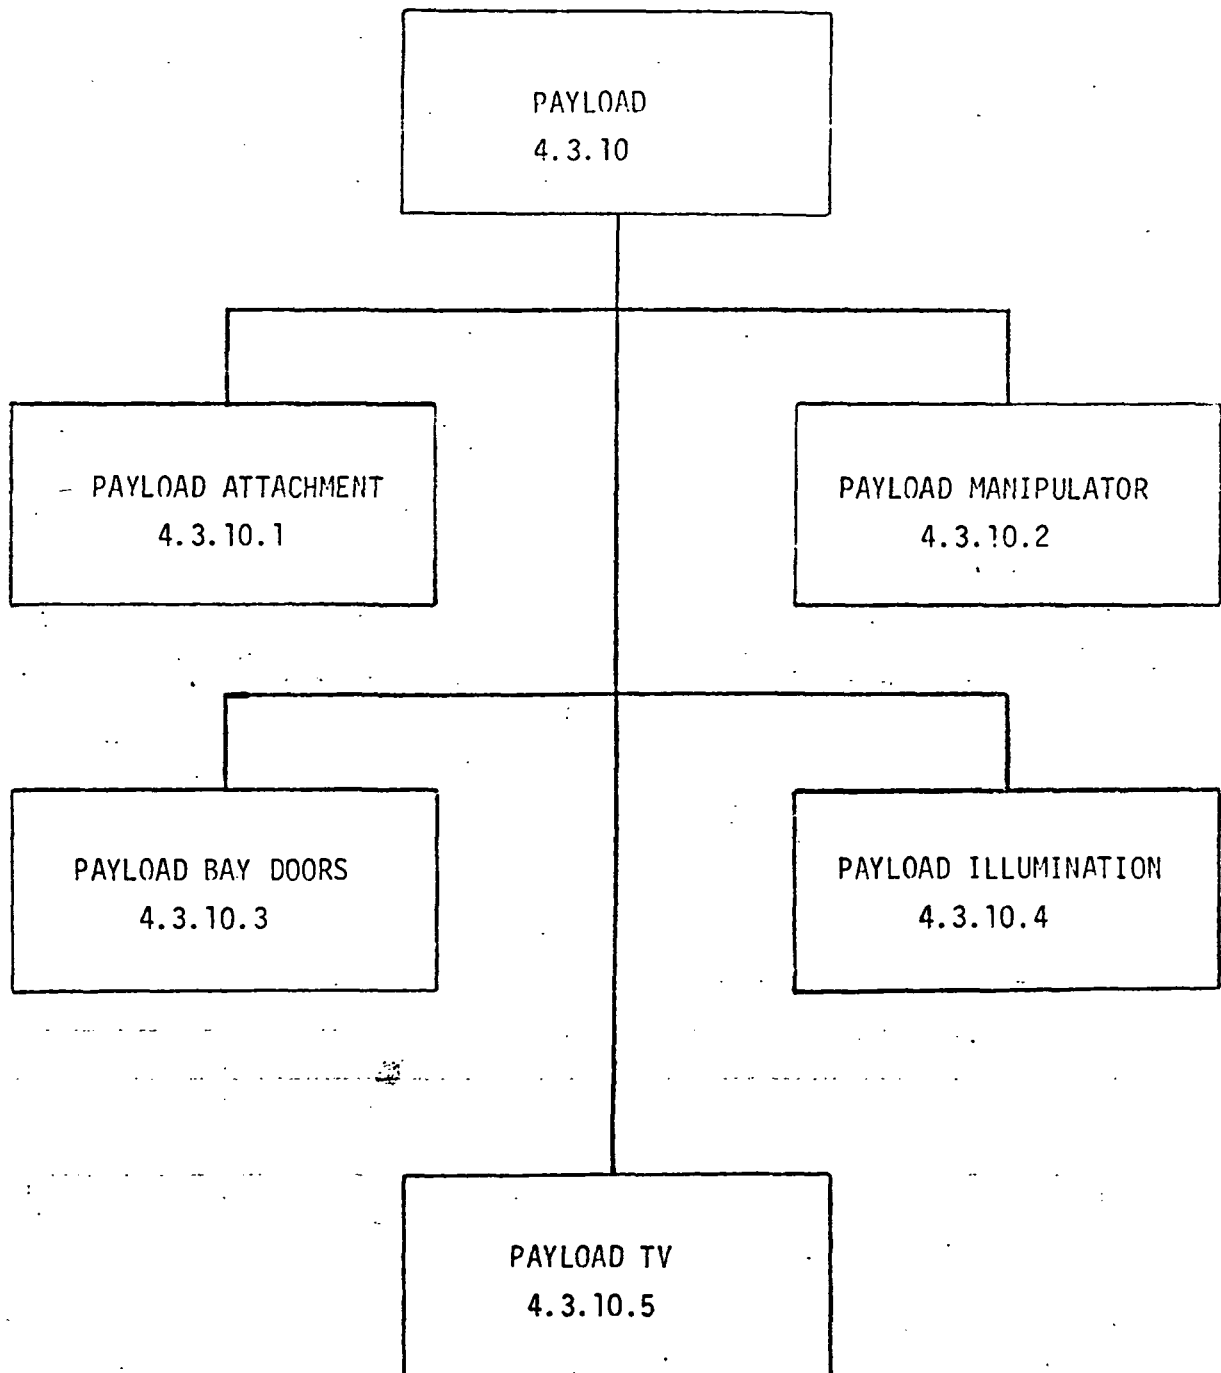 PAYLOAD
4.3.10
PAYLOAD ATTACHMENT
4.3.10.1
PAYLOAD MANIPULATOR
4.3.10.2
PAYLOAD BAY DOORS
4.3.10.3
PAYLOAD ILLUMINATION
4.3.10.4
PAYLOAD TV
4.3.10.5